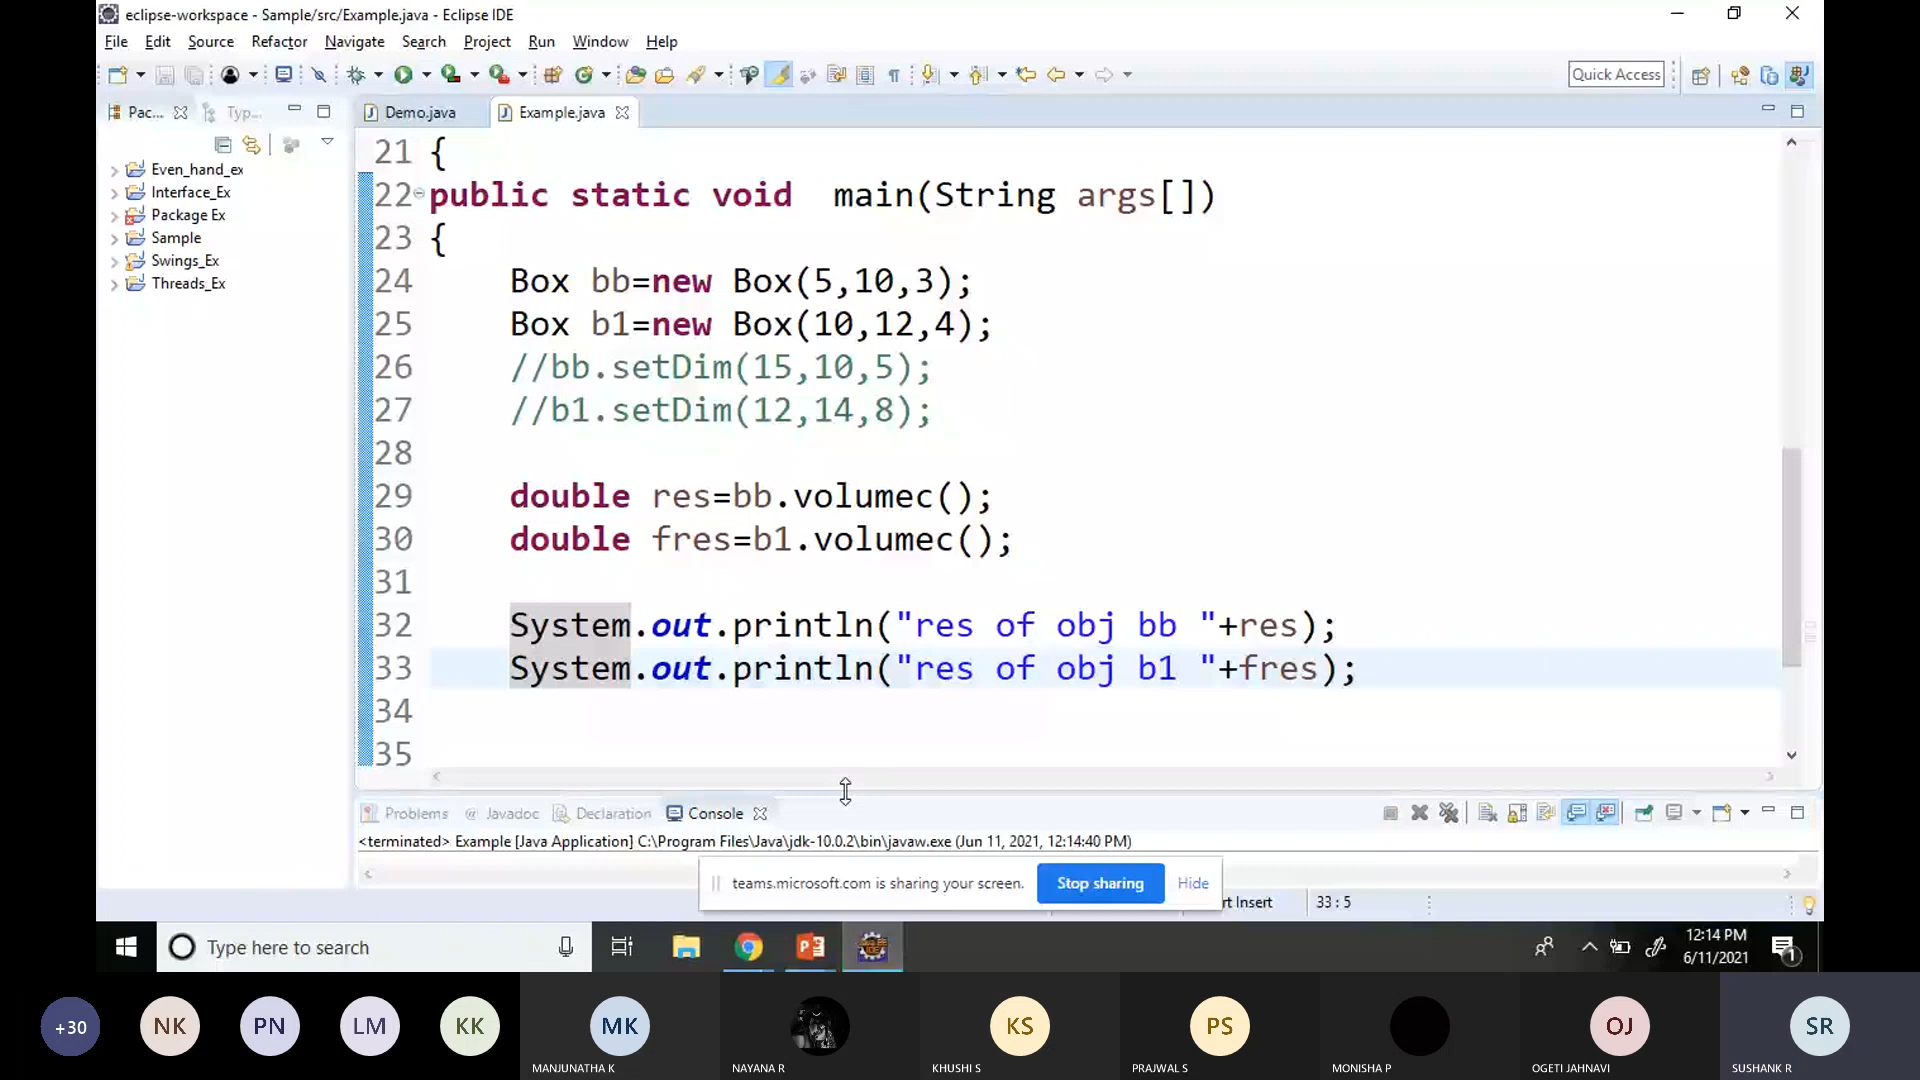 eclipse-workspace - Sample/src/Example.java - Eclipse IDE
File Edit Source Refactor Navigate Search Project Run Window Help
Quick Access
Pac... Typ...
Even_hand_ex
Interface_Ex
Package Ex
Sample
Swings_Ex
Threads_Ex
Demo.java Example.java
21 {
22 public static void  main(String args[])
23 {
24     Box bb=new Box(5,10,3);
25     Box b1=new Box(10,12,4);
26     //bb.setDim(15,10,5);
27     //b1.setDim(12,14,8);
28
29     double res=bb.volumec();
30     double fres=b1.volumec();
31
32     System.out.println("res of obj bb "+res);
33     System.out.println("res of obj b1 "+fres);
34
35
Problems @ Javadoc Declaration Console
<terminated> Example [Java Application] C:\Program Files\Java\jdk-10.0.2\bin\javaw.exe (Jun 11, 2021, 12:14:40 PM)
teams.microsoft.com is sharing your screen. Stop sharing Hide
rt Insert 33 : 5
Type here to search
12:14 PM
6/11/2021
1
+30 NK PN LM KK MK KS PS OJ SR
MANJUNATHA K NAYANA R KHUSHI S PRAJWAL S MONISHA P OGETI JAHNAVI SUSHANK R